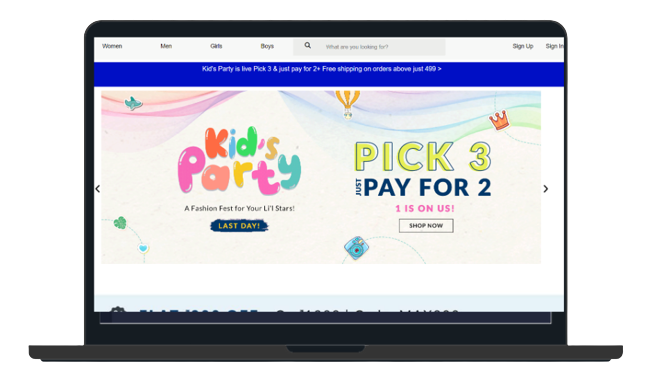 Women Men Girls Boys What are you looking for? Sign Up Sign In
Kid's Party is live Pick 3 & just pay for 2+ Free shipping on orders above just 499 >
Kid's
Party
A Fashion Fest for Your Li'l Stars!
LAST DAY!
PICK 3
JUST PAY FOR 2
1 IS ON US!
SHOP NOW